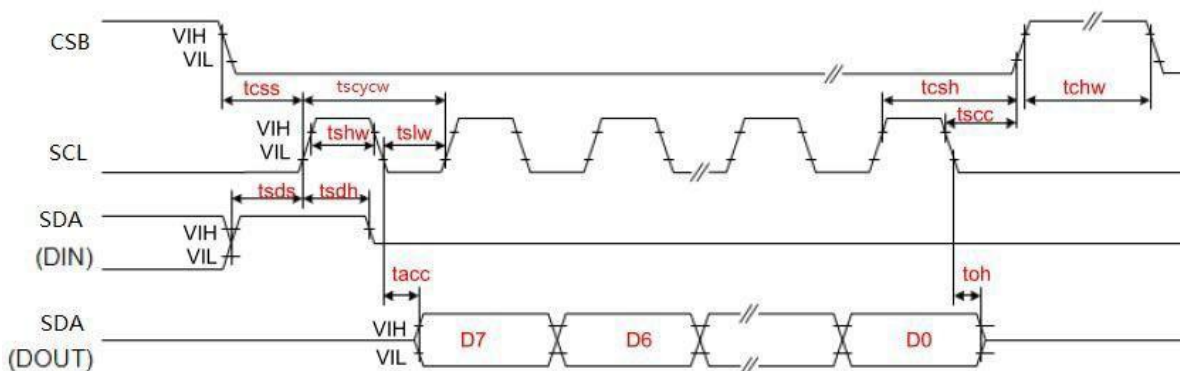 CSB
VIH
VIL
tcss
tscycw
tcsh
tchw
tscc
SCL
VIH
VIL
tshw
tslw
tsds
tsdh
SDA
(DIN)
VIH
VIL
tacc
toh
SDA
(DOUT)
VIH
VIL
D7
D6
D0